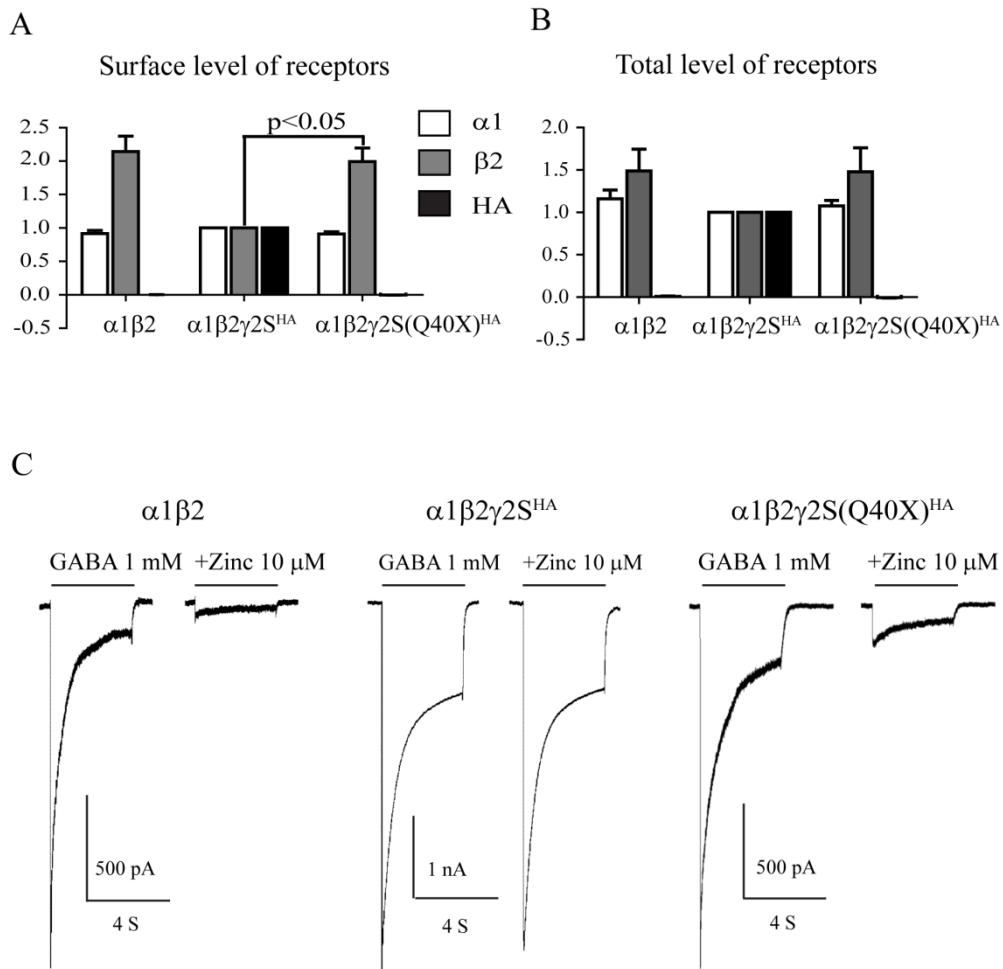 A
Surface level of receptors
2.5
2.0
1.5
1.0
0.5
0.0
-0.5
p<0.05
α1
β2
HA
α1β2
α1β2γ2S^HA
α1β2γ2S(Q40X)^HA
B
Total level of receptors
2.0
1.5
1.0
0.5
0.0
-0.5
α1β2
α1β2γ2S^HA
α1β2γ2S(Q40X)^HA
C
α1β2
GABA 1 mM
+Zinc 10 μM
500 pA
4 S
α1β2γ2S^HA
GABA 1 mM
+Zinc 10 μM
1 nA
4 S
α1β2γ2S(Q40X)^HA
GABA 1 mM
+Zinc 10 μM
500 pA
4 S